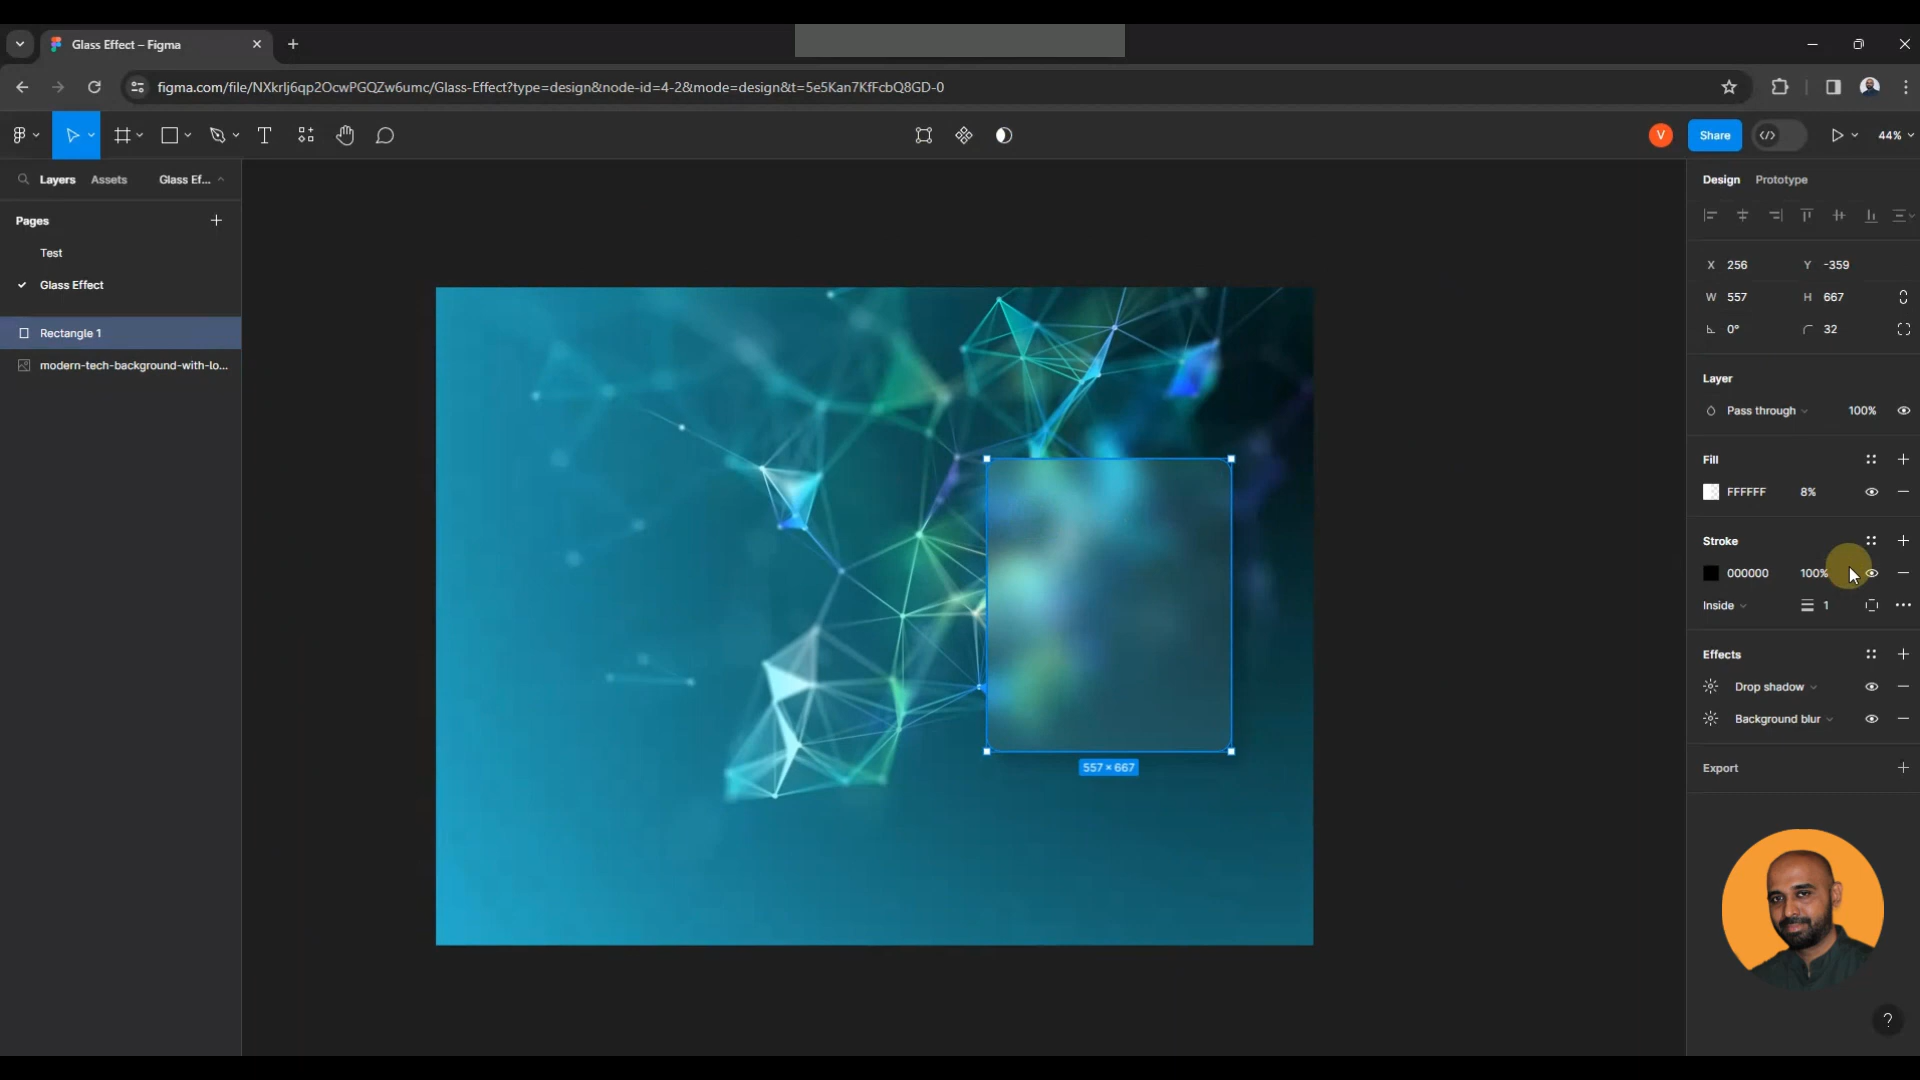 Glass Effect – Figma
figma.com/file/NXkrlj6qp2OcwPGQZw6umc/Glass-Effect?type=design&node-id=4-2&mode=design&t=5e5Kan7KfFcbQ8GD-0
V
Share
44%
Layers
Assets
Glass Ef...
Design
Prototype
Pages
Test
Glass Effect
Rectangle 1
modern-tech-background-with-lo...
X 256
Y -359
W 557
H 667
0°
32
Layer
Pass through
100%
Fill
FFFFFF
8%
Stroke
000000
100%
Inside
1
Effects
Drop shadow
Background blur
Export
557 × 667
?